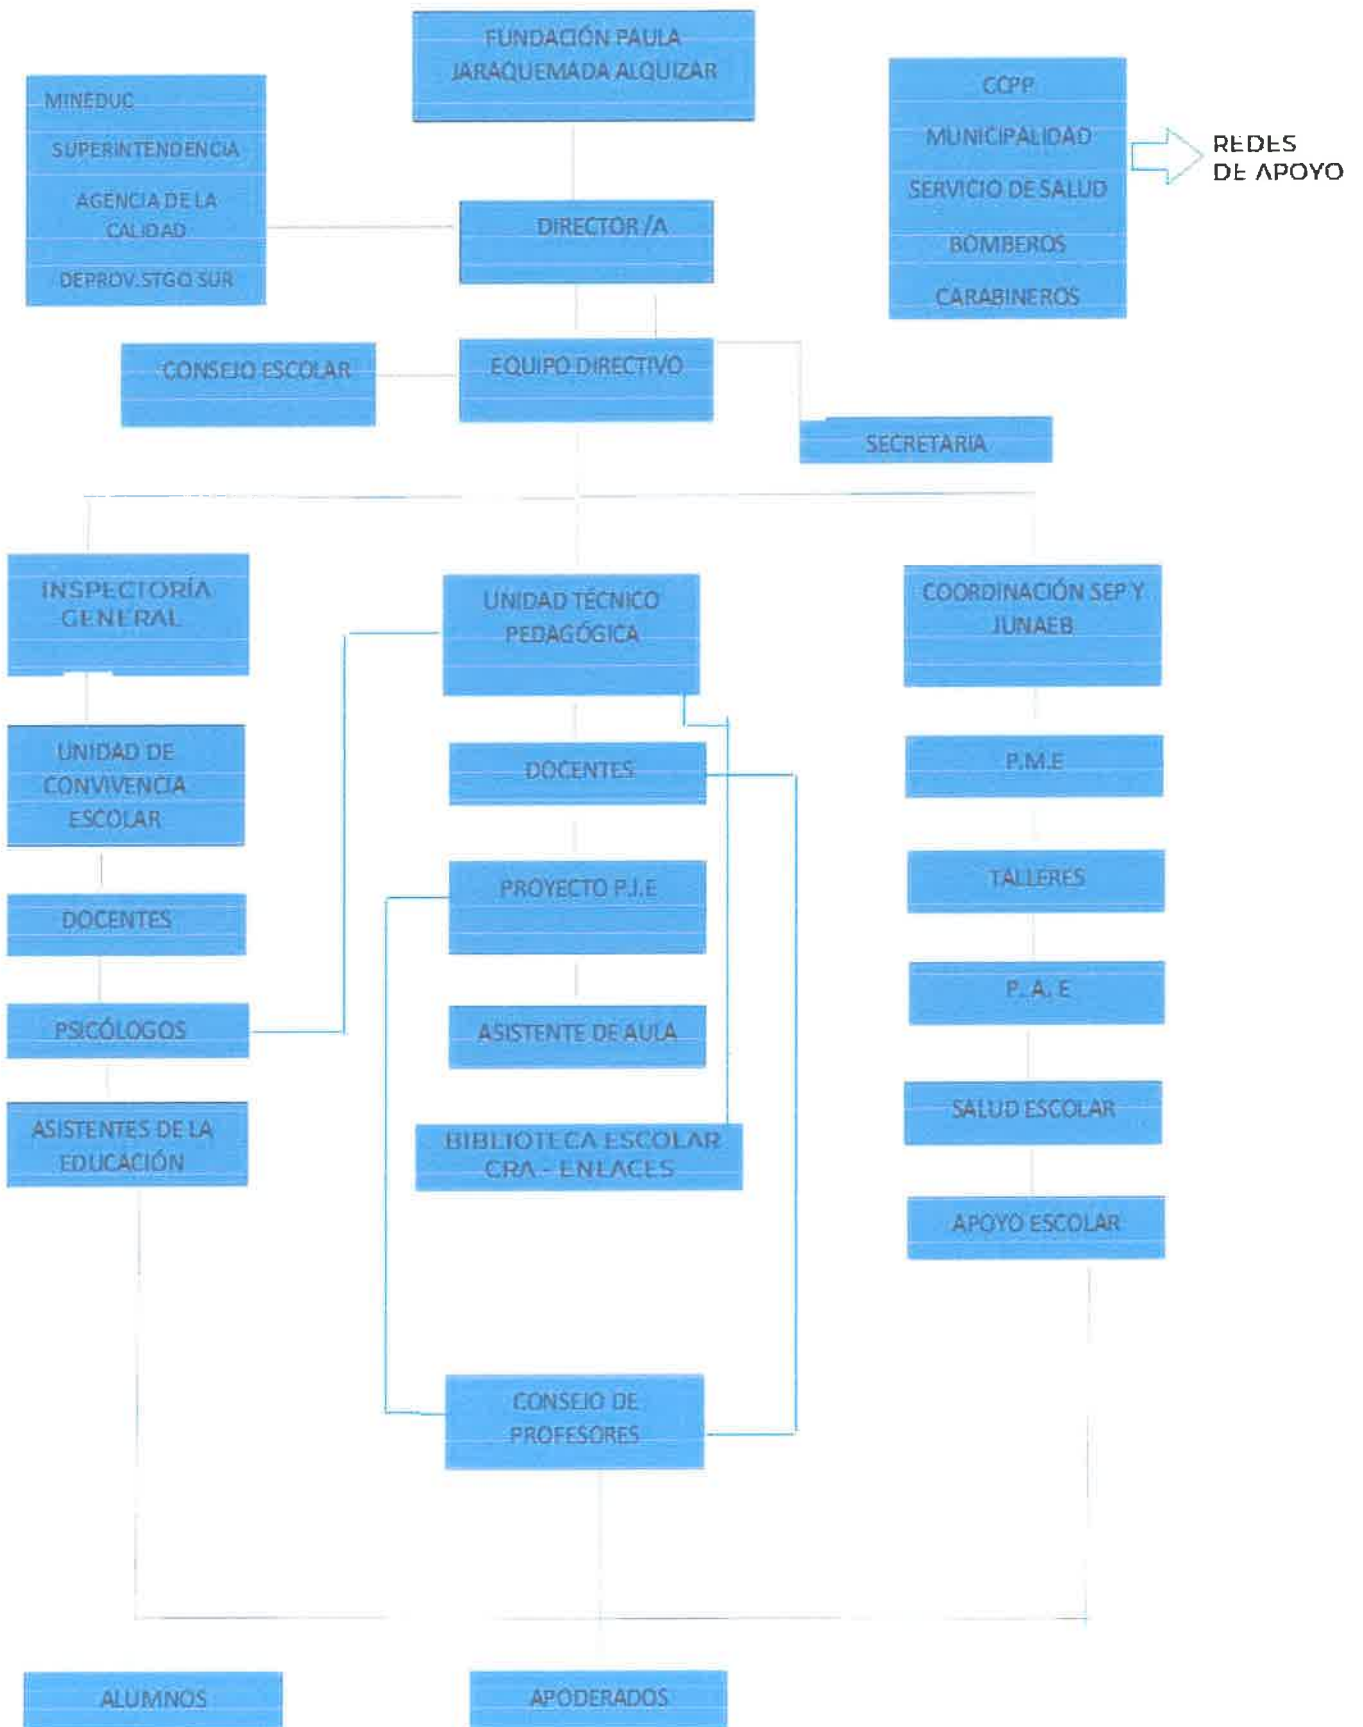 FUNDACIÓN PAULA
JARAQUEMADA ALQUIZAR
MINEDUC
SUPERINTENDENCIA
AGENCIA DE LA
CALIDAD
DEPROV.STGO SUR
CCPP
MUNICIPALIDAD
SERVICIO DE SALUD
BOMBEROS
CARABINEROS
REDES
DE APOYO
DIRECTOR /A
CONSEJO ESCOLAR
EQUIPO DIRECTIVO
SECRETARIA
INSPECTORÍA
GENERAL
UNIDAD DE
CONVIVENCIA
ESCOLAR
DOCENTES
PSICÓLOGOS
ASISTENTES DE LA
EDUCACIÓN
UNIDAD TÉCNICO
PEDAGÓGICA
DOCENTES
PROYECTO P.I.E
ASISTENTE DE AULA
BIBLIOTECA ESCOLAR
CRA - ENLACES
CONSEJO DE
PROFESORES
COORDINACIÓN SEP Y
JUNAEB
P.M.E
TALLERES
P. A. E
SALUD ESCOLAR
APOYO ESCOLAR
ALUMNOS
APODERADOS